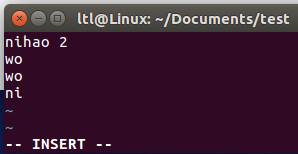 ltl@Linux: ~/Documents/test
nihao 2
wo
wo
ni
~
~
-- INSERT --